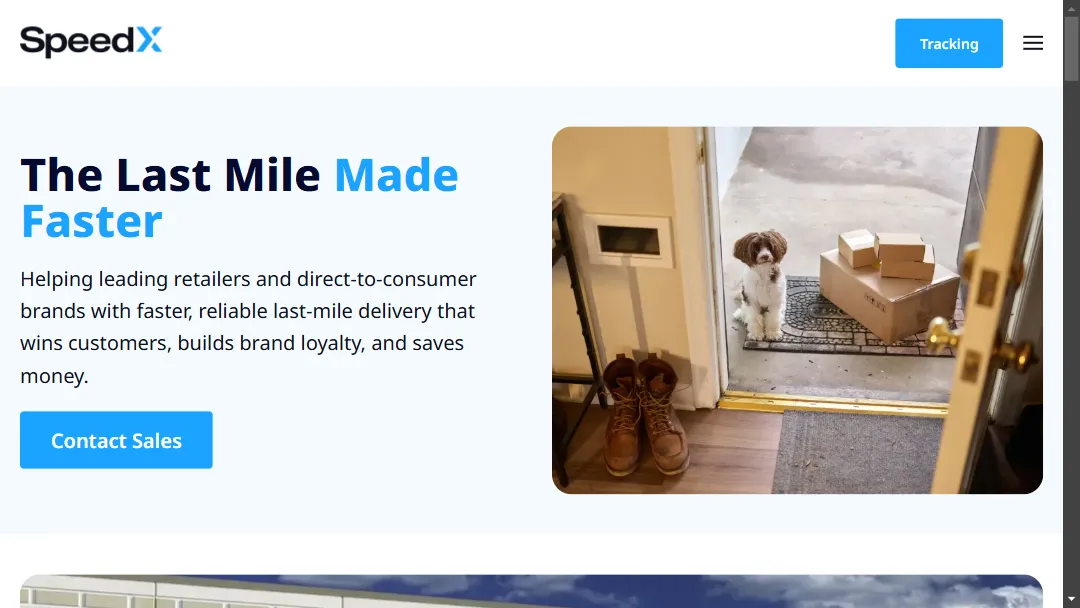 SpeedX
Tracking
The Last Mile Made
Faster
Helping leading retailers and direct-to-consumer
brands with faster, reliable last-mile delivery that
wins customers, builds brand loyalty, and saves
money.
Contact Sales